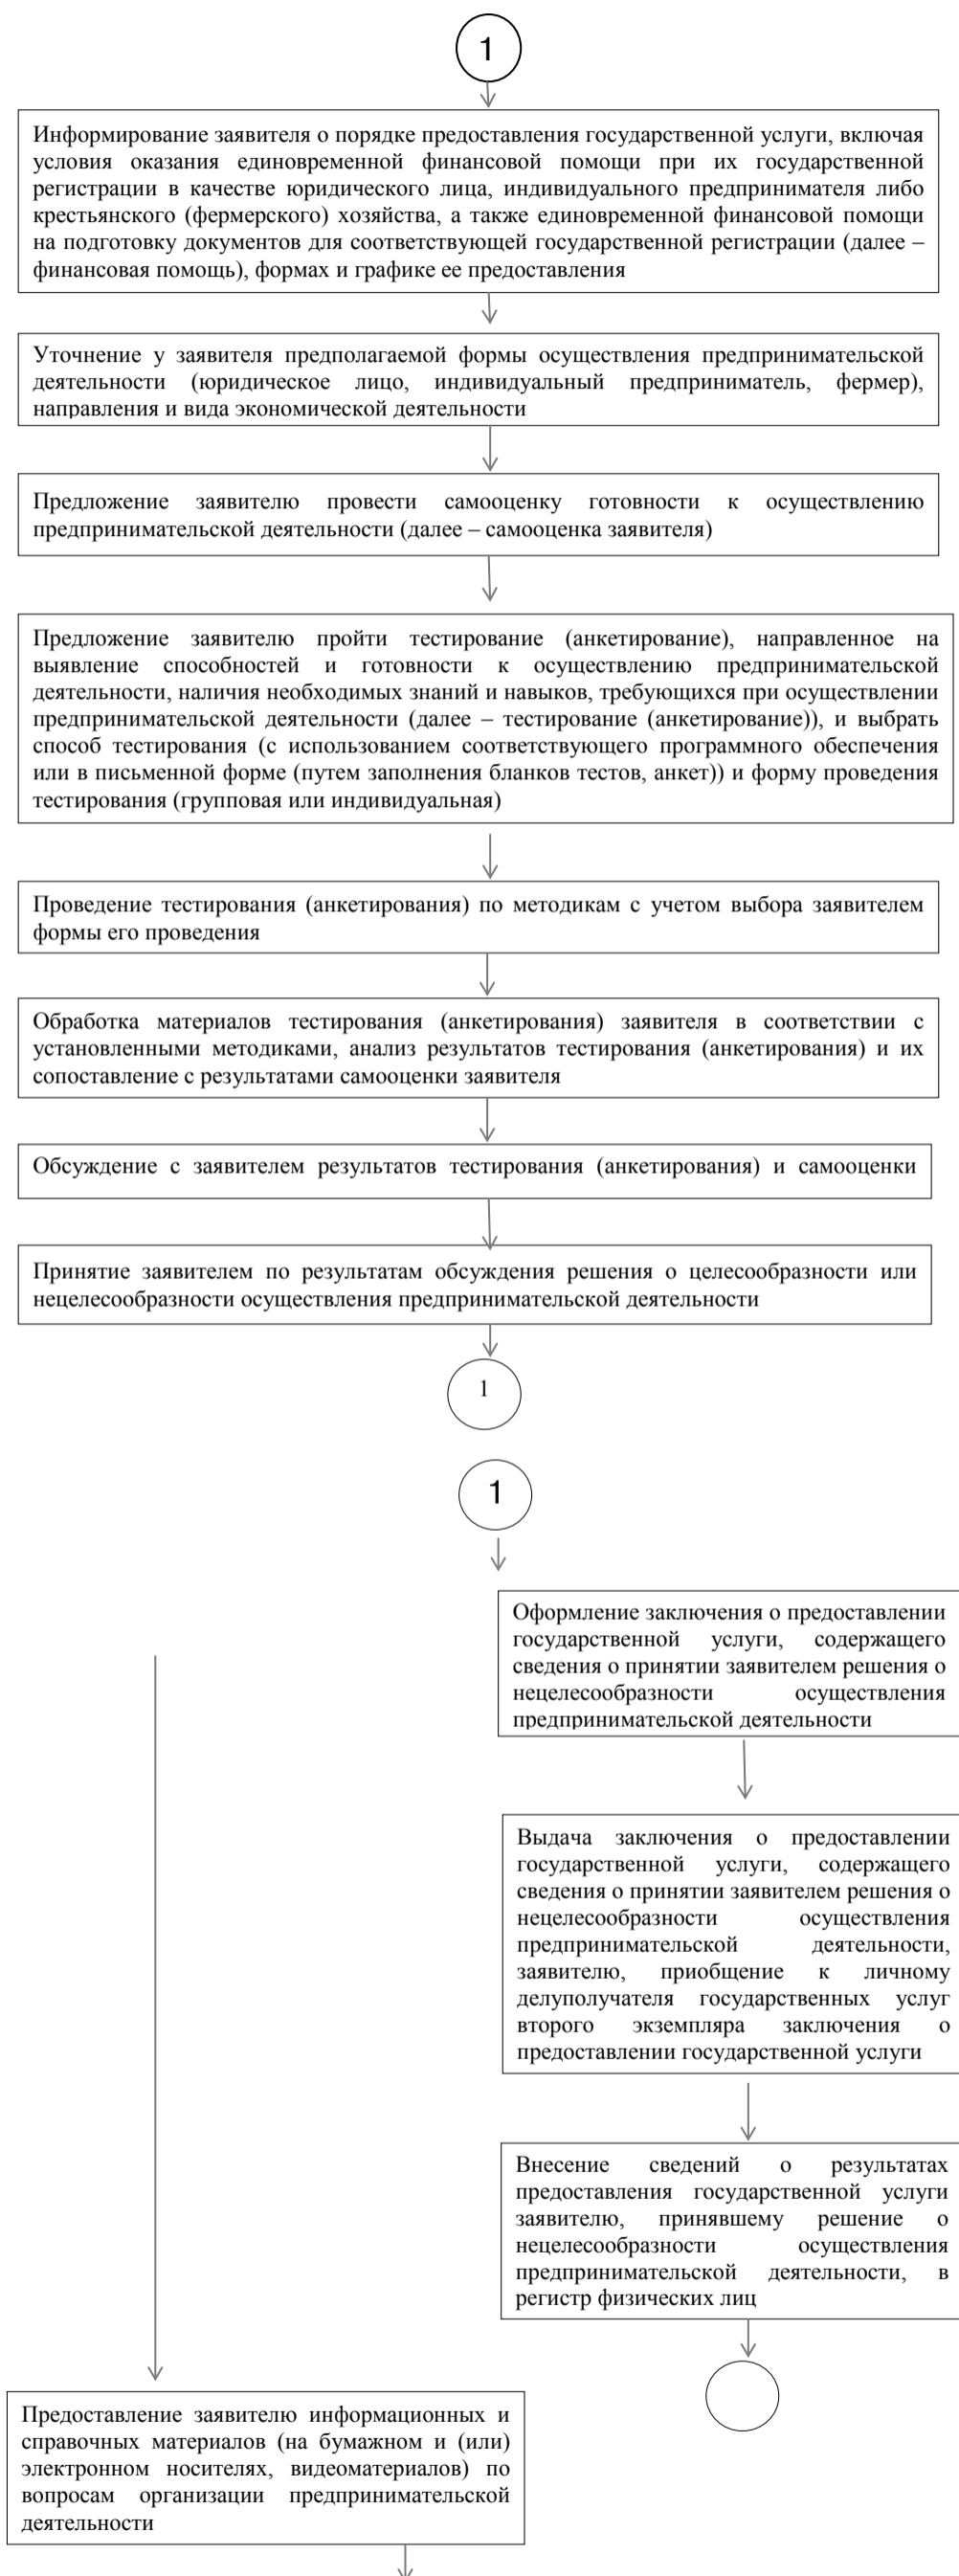 1
Информирование заявителя о порядке предоставления государственной услуги, включая
условия оказания единовременной финансовой помощи при их государственной
регистрации в качестве юридического лица, индивидуального предпринимателя либо
крестьянского (фермерского) хозяйства, а также единовременной финансовой помощи
на подготовку документов для соответствующей государственной регистрации (далее –
финансовая помощь), формах и графике ее предоставления
Уточнение у заявителя предполагаемой формы осуществления предпринимательской
деятельности (юридическое лицо, индивидуальный предприниматель, фермер),
направления и вида экономической деятельности
Предложение заявителю провести самооценку готовности к осуществлению
предпринимательской деятельности (далее – самооценка заявителя)
Предложение заявителю пройти тестирование (анкетирование), направленное на
выявление способностей и готовности к осуществлению предпринимательской
деятельности, наличия необходимых знаний и навыков, требующихся при осуществлении
предпринимательской деятельности (далее – тестирование (анкетирование)), и выбрать
способ тестирования (с использованием соответствующего программного обеспечения
или в письменной форме (путем заполнения бланков тестов, анкет)) и форму проведения
тестирования (групповая или индивидуальная)
Проведение тестирования (анкетирования) по методикам с учетом выбора заявителем
формы его проведения
Обработка материалов тестирования (анкетирования) заявителя в соответствии с
установленными методиками, анализ результатов тестирования (анкетирования) и их
сопоставление с результатами самооценки заявителя
Обсуждение с заявителем результатов тестирования (анкетирования) и самооценки
Принятие заявителем по результатам обсуждения решения о целесообразности или
нецелесообразности осуществления предпринимательской деятельности
1
1
Оформление заключения о предоставлении
государственной услуги, содержащего
сведения о принятии заявителем решения о
нецелесообразности осуществления
предпринимательской деятельности
Выдача заключения о предоставлении
государственной услуги, содержащего
сведения о принятии заявителем решения о
нецелесообразности осуществления
предпринимательской деятельности,
заявителю, приобщение к личному
делуполучателя государственных услуг
второго экземпляра заключения о
предоставлении государственной услуги
Внесение сведений о результатах
предоставления государственной услуги
заявителю, принявшему решение о
нецелесообразности осуществления
предпринимательской деятельности, в
регистр физических лиц
Предоставление заявителю информационных и
справочных материалов (на бумажном и (или)
электронном носителях, видеоматериалов) по
вопросам организации предпринимательской
деятельности